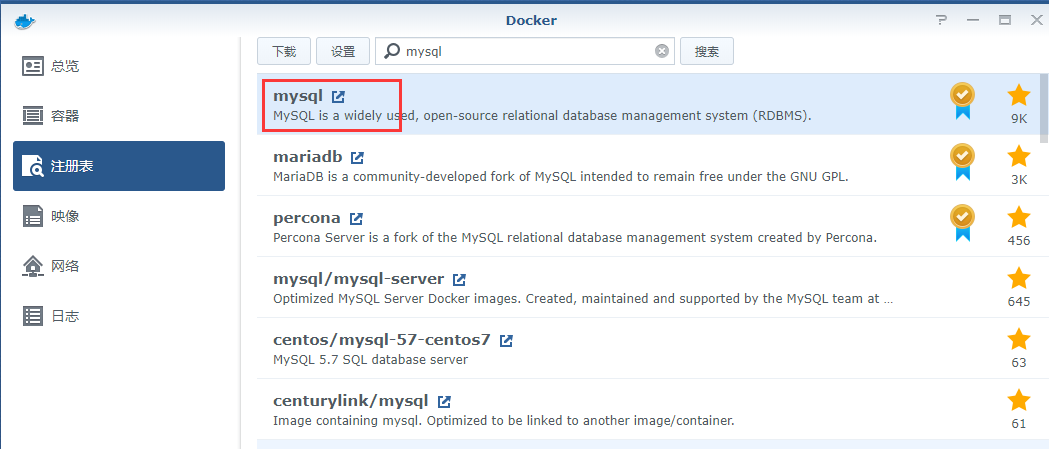 Docker
下载 设置 mysql 搜索
总览
容器
注册表
映像
网络
日志
mysql
MySQL is a widely used, open-source relational database management system (RDBMS).
9K
mariadb
MariaDB is a community-developed fork of MySQL intended to remain free under the GNU GPL.
3K
percona
Percona Server is a fork of the MySQL relational database management system created by Percona.
456
mysql/mysql-server
Optimized MySQL Server Docker images. Created, maintained and supported by the MySQL team at ...
645
centos/mysql-57-centos7
MySQL 5.7 SQL database server
63
centurylink/mysql
Image containing mysql. Optimized to be linked to another image/container.
61